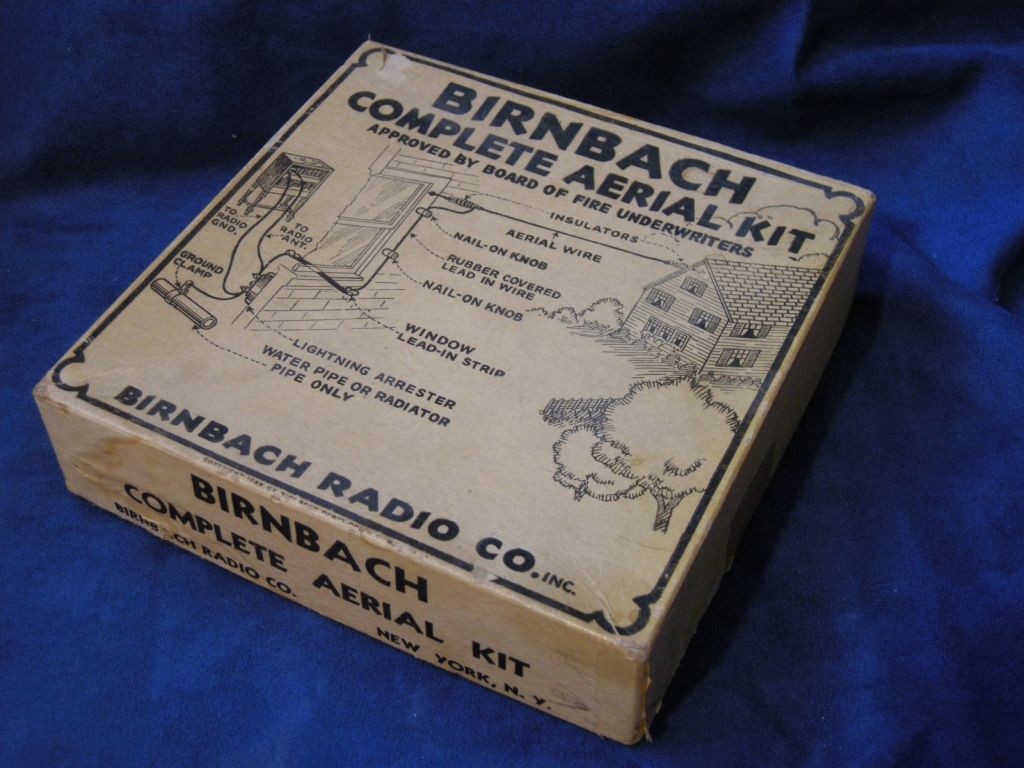 BIRNBACH
COMPLETE AERIAL KIT
APPROVED BY BOARD OF FIRE UNDERWRITERS
INSULATORS
AERIAL WIRE
NAIL-ON KNOB
RUBBER COVERED
LEAD IN WIRE
NAIL-ON KNOB
TO
RADIO
GND.
TO
RADIO
ANT.
GROUND
CLAMP
WINDOW
LEAD-IN STRIP
LIGHTNING ARRESTER
WATER PIPE OR RADIATOR
PIPE ONLY
BIRNBACH RADIO CO. INC.
BIRNBACH
COMPLETE AERIAL KIT
RADIO CO.
NEW YORK, N. Y.